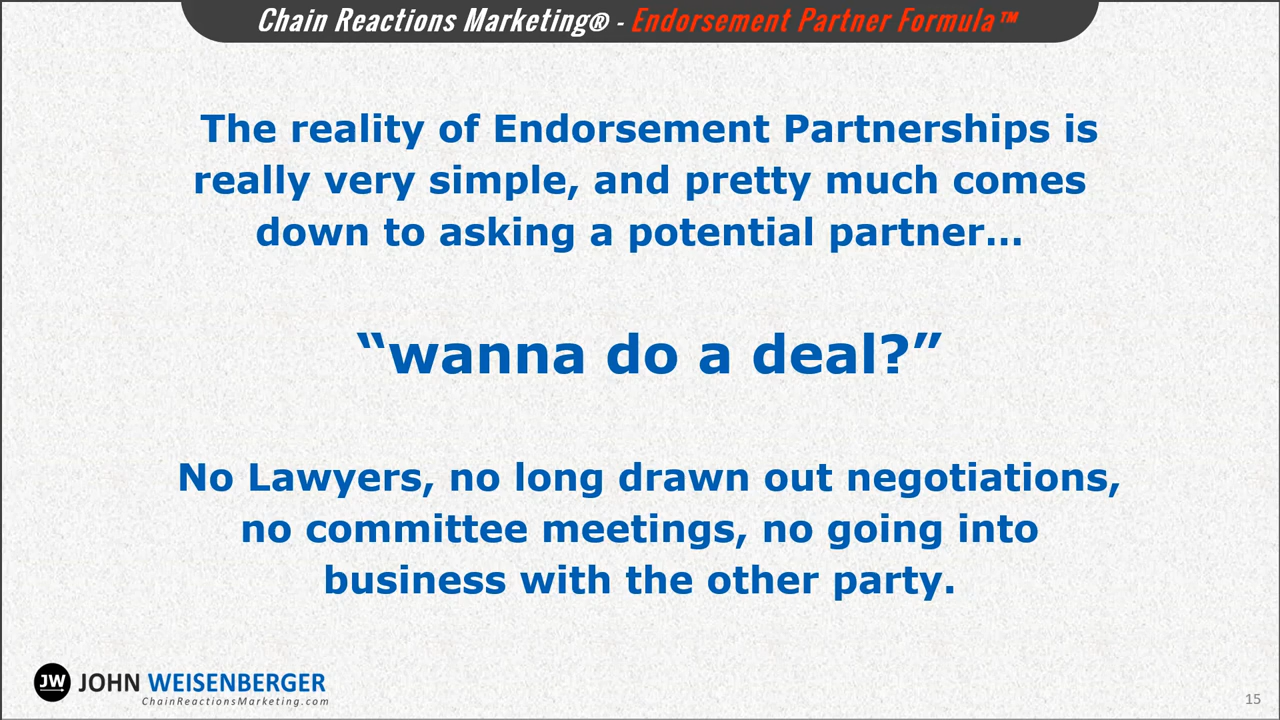 Chain Reactions Marketing® - Endorsement Partner Formula™
The reality of Endorsement Partnerships is
really very simple, and pretty much comes
down to asking a potential partner...
“wanna do a deal?”
No Lawyers, no long drawn out negotiations,
no committee meetings, no going into
business with the other party.
JW JOHN WEISENBERGER
ChainReactionsMarketing.com
15